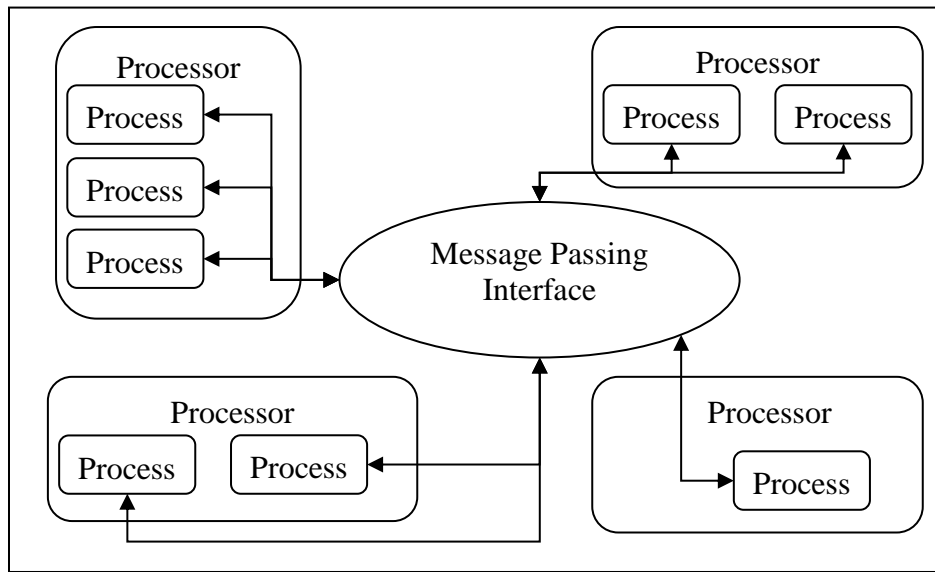 Processor
Process
Process
Process
Processor
Process
Process
Message Passing
Interface
Processor
Process
Process
Processor
Process